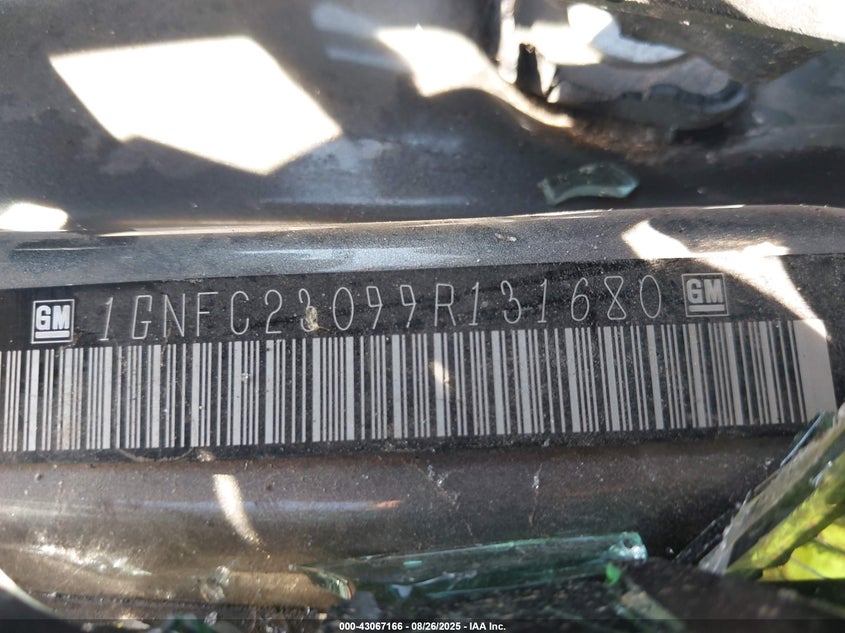 GM 1GNFC23099R131680 GM
000-43067166 - 08/26/2025 - IAA Inc.